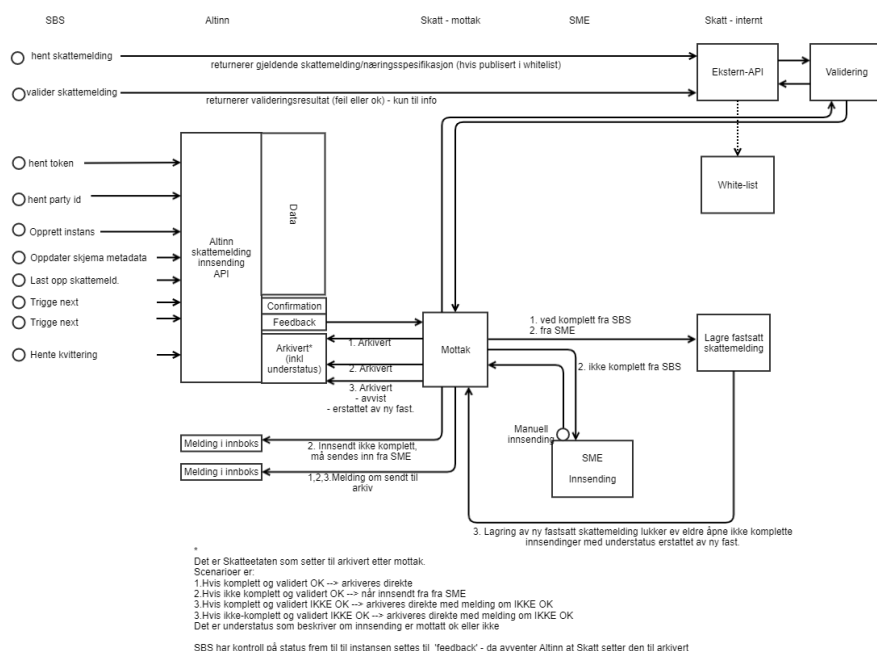 SBS
Altinn
Skatt - mottak
SME
Skatt - internt
hent skattemelding
returnerer gjeldende skattemelding/næringsspesifikasjon (hvis publisert i whitelist)
Ekstern-API
Validering
valider skattemelding
returnerer valideringsresultat (feil eller ok) - kun til info
hent token
hent party id
White-list
Data
Opprett instans
Altinn
skattemelding
innsending
API
Oppdater skjema metadata
Last opp skattemeld.
Trigge next
Trigge next
Hente kvittering
Confirmation
Feedback
Arkivert*
(inkl
understatus)
1. Arkivert
2. Arkivert
3. Arkivert
- avvist
- erstattet av ny fast.
Mottak
1. ved komplett fra SBS
2. fra SME
Lagre fastsatt
skattemelding
2. ikke komplett fra SBS
Manuell
innsending
SME
Innsending
Melding i innboks
2. Innsendt ikke komplett,
må sendes inn fra SME
Melding i innboks
1,2,3.Melding om sendt til
arkiv
3. Lagring av ny fastsatt skattemelding lukker ev eldre åpne ikke komplette
innsendinger med understatus erstattet av ny fast.
*
Det er Skatteetaten som setter til arkivert etter mottak.
Scenarioer er:
1.Hvis komplett og validert OK --> arkiveres direkte
2.Hvis ikke komplett og validert OK --> når innsendt fra fra SME
3.Hvis komplett og validert IKKE OK --> arkiveres direkte med melding om IKKE OK
3.Hvis ikke-komplett og validert IKKE OK --> arkiveres direkte med melding om IKKE OK
Det er understatus som beskriver om innsending er mottatt ok eller ikke
SBS har kontroll på status frem til til instansen settes til 'feedback' - da avventer Altinn at Skatt setter den til arkivert